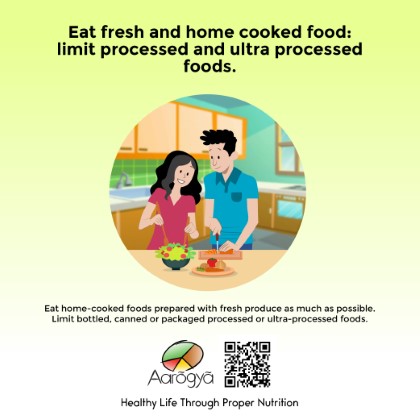 Eat fresh and home cooked food:
limit processed and ultra processed
foods.
Eat home-cooked foods prepared with fresh produce as much as possible.
Limit bottled, canned or packaged processed or ultra-processed foods.
Aarōgyā
Healthy Life Through Proper Nutrition